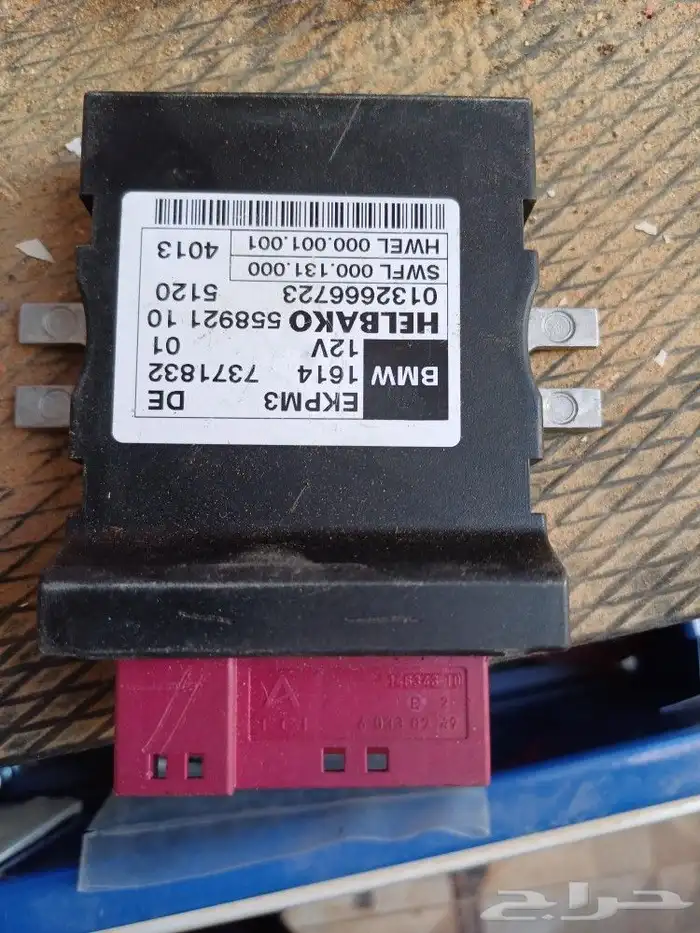 EKPM3 DE
BMW 1614 7371832
12V 01
HELBAKO 558921 10
0132666723 5120
SWFL 000.131.000
HWEL 000.001.001
4013
حراج